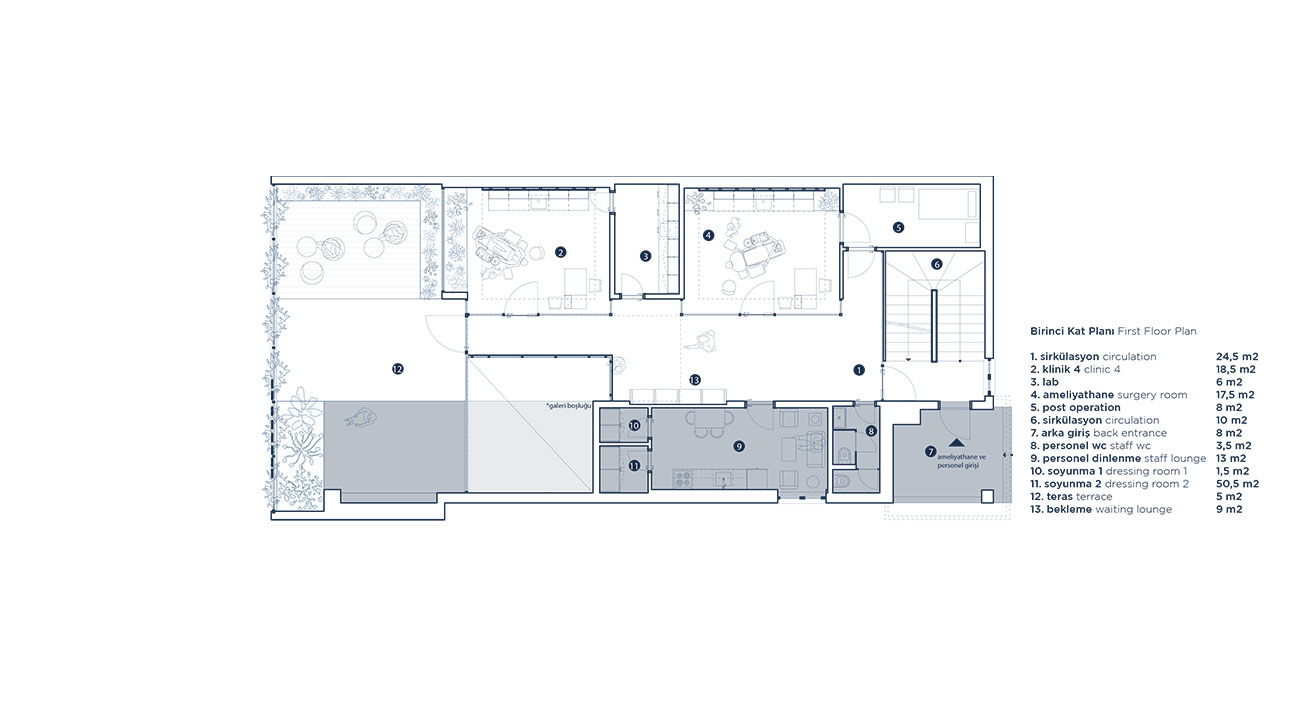 2
3
4
5
6
12
13
1
*galeri boşluğu
10
11
9
8
7
ameliyathane ve
personel girişi
Birinci Kat Planı First Floor Plan
1. sirkülasyon circulation 24,5 m2
2. klinik 4 clinic 4 18,5 m2
3. lab 6 m2
4. ameliyathane surgery room 17,5 m2
5. post operation 8 m2
6. sirkülasyon circulation 10 m2
7. arka giriş back entrance 8 m2
8. personel wc staff wc 3,5 m2
9. personel dinlenme staff lounge 13 m2
10. soyunma 1 dressing room 1 1,5 m2
11. soyunma 2 dressing room 2 50,5 m2
12. teras terrace 5 m2
13. bekleme waiting lounge 9 m2